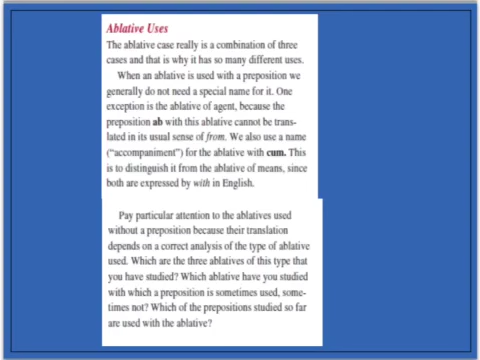 Ablative Uses
The ablative case really is a combination of three
cases and that is why it has so many different uses.
When an ablative is used with a preposition we
generally do not need a special name for it. One
exception is the ablative of agent, because the
preposition ab with this ablative cannot be trans-
lated in its usual sense of from. We also use a name
(“accompaniment”) for the ablative with cum. This
is to distinguish it from the ablative of means, since
both are expressed by with in English.
Pay particular attention to the ablatives used
without a preposition because their translation
depends on a correct analysis of the type of ablative
used. Which are the three ablatives of this type that
you have studied? Which ablative have you studied
with which a preposition is sometimes used, some-
times not? Which of the prepositions studied so far
are used with the ablative?